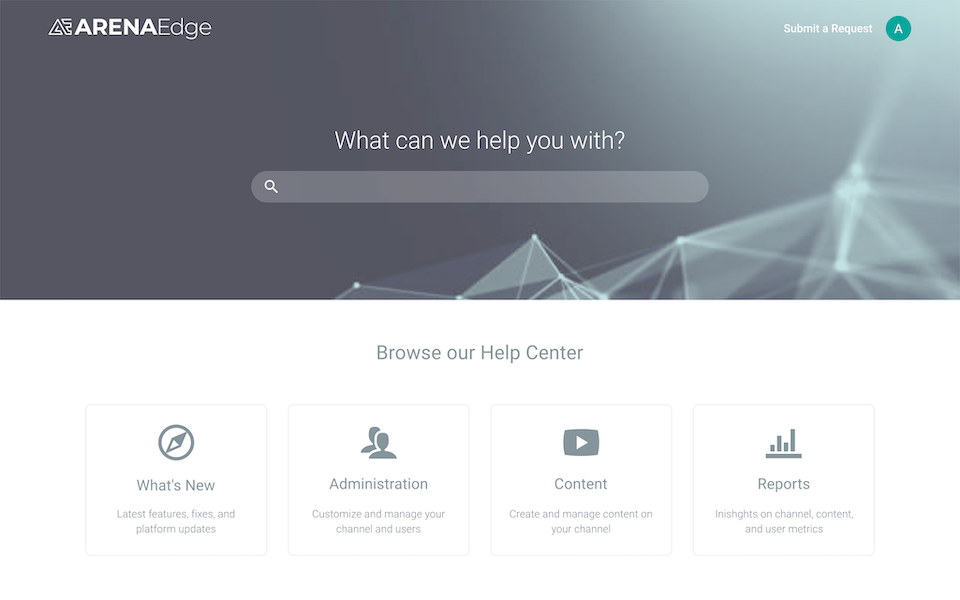 ARENAEdge
Submit a Request
A
What can we help you with?
Browse our Help Center
What's New
Latest features, fixes, and
platform updates
Administration
Customize and manage your
channel and users
Content
Create and manage content on
your channel
Reports
Inishghts on channel, content,
and user metrics